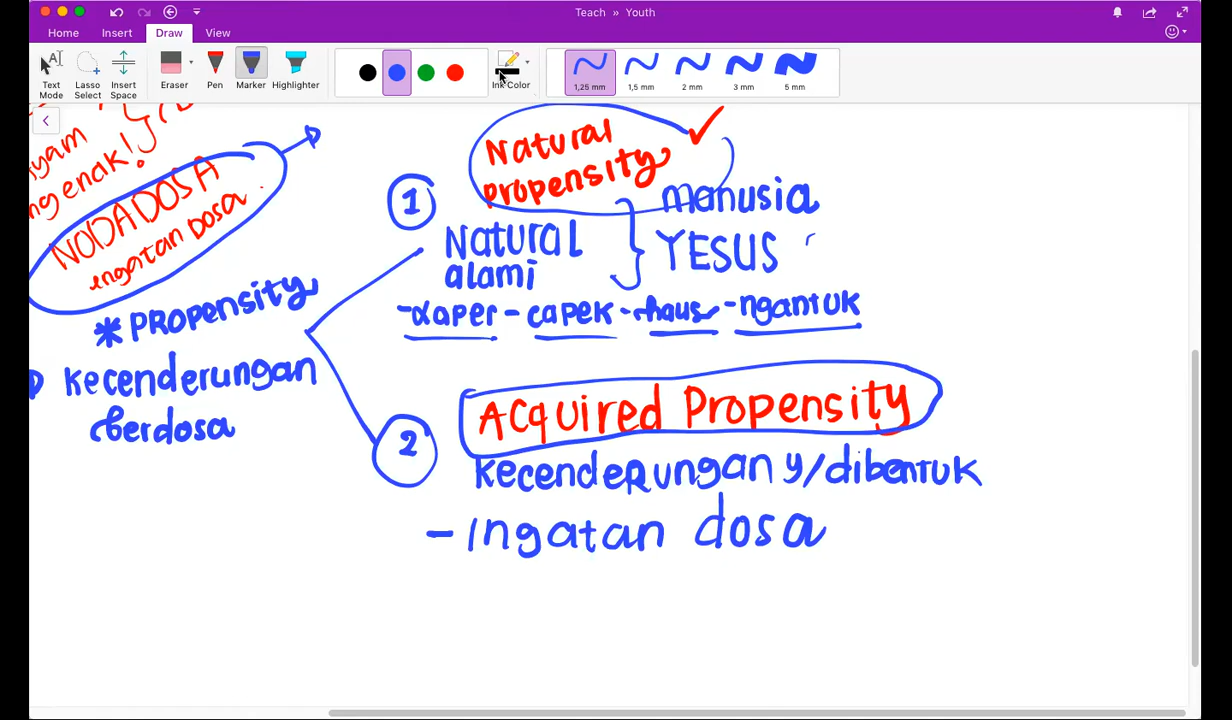 Teach » Youth
Home Insert Draw View
Text Mode
Lasso Select
Insert Space
Eraser
Pen
Marker
Highlighter
Ink Color
1,25 mm
1,5 mm
2 mm
3 mm
5 mm
yam
ngenak!
NODA DOSA
ingatan Dosa
* PROPENSITY
kecenderungan
berdosa
1
Natural
propensity
Natural
alami
manusia
YESUS
- Laper - capek - haus - ngantuk
2
Acquired Propensity
kecenderungan y/dibentuk
- Ingatan dosa